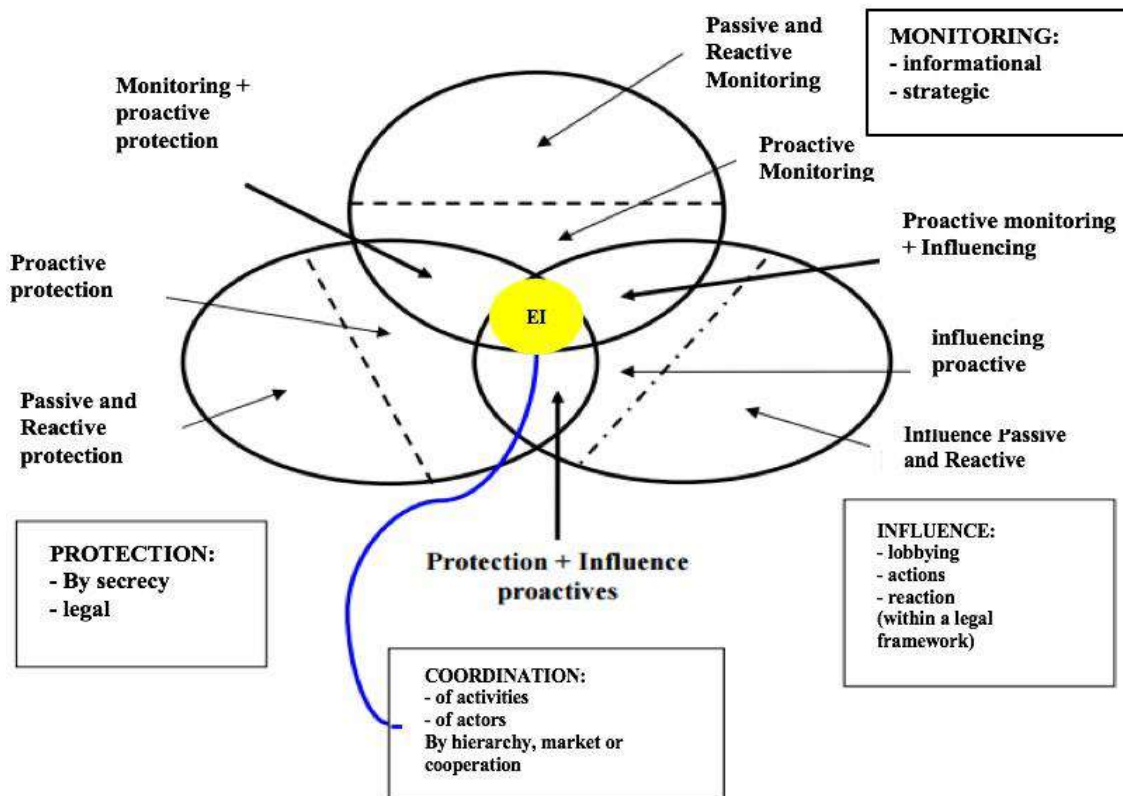 Passive and
Reactive
Monitoring
MONITORING:
- informational
- strategic
Monitoring +
proactive
protection
Proactive
Monitoring
Proactive monitoring
+ Influencing
Proactive
protection
EI
influencing
proactive
Passive and
Reactive
protection
Influence Passive
and Reactive
PROTECTION:
- By secrecy
- legal
Protection + Influence
proactives
INFLUENCE:
- lobbying
- actions
- reaction
(within a legal
framework)
COORDINATION:
- of activities
- of actors
By hierarchy, market or
cooperation